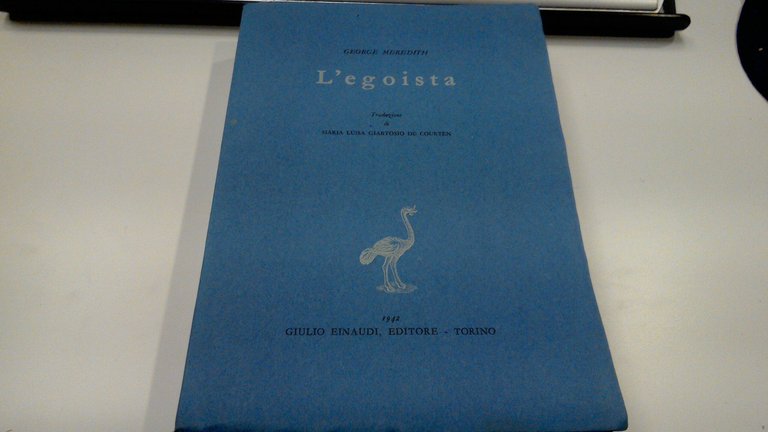 GEORGE MEREDITH
L'egoista
Traduzione
di
MARIA LUISA GIARTOSIO DE COURTEN
1942
GIULIO EINAUDI, EDITORE - TORINO